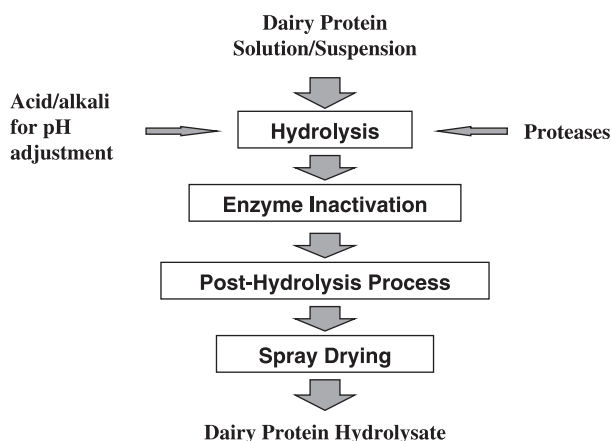 Dairy Protein
Solution/Suspension
Acid/alkali
for pH
adjustment
Hydrolysis
Proteases
Enzyme Inactivation
Post-Hydrolysis Process
Spray Drying
Dairy Protein Hydrolysate